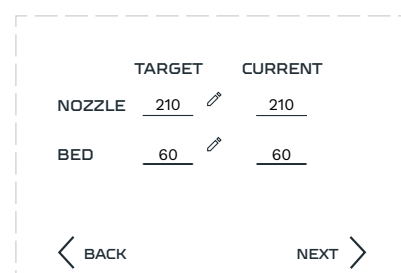 TARGET CURRENT
NOZZLE 210 210
BED 60 60
BACK NEXT